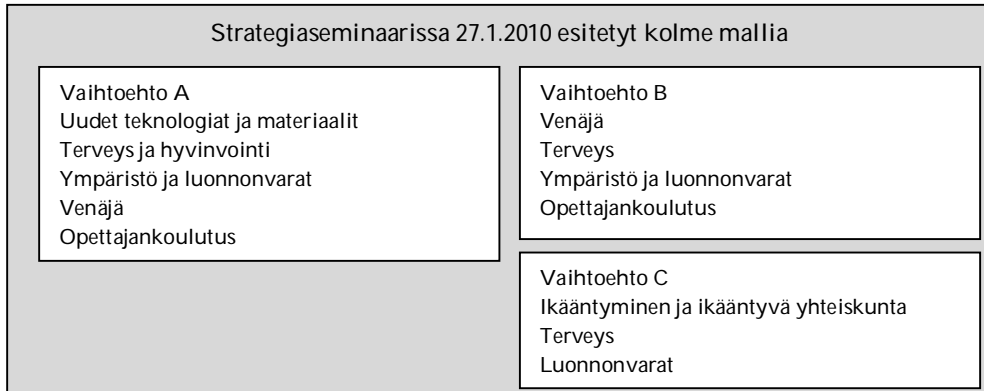 Strategiaseminaarissa 27.1.2010 esitetyt kolme mallia
Vaihtoehto A
Uudet teknologiat ja materiaalit
Terveys ja hyvinvointi
Ympäristö ja luonnonvarat
Venäjä
Opettajankoulutus
Vaihtoehto B
Venäjä
Terveys
Ympäristö ja luonnonvarat
Opettajankoulutus
Vaihtoehto C
Ikääntyminen ja ikääntyvä yhteiskunta
Terveys
Luonnonvarat